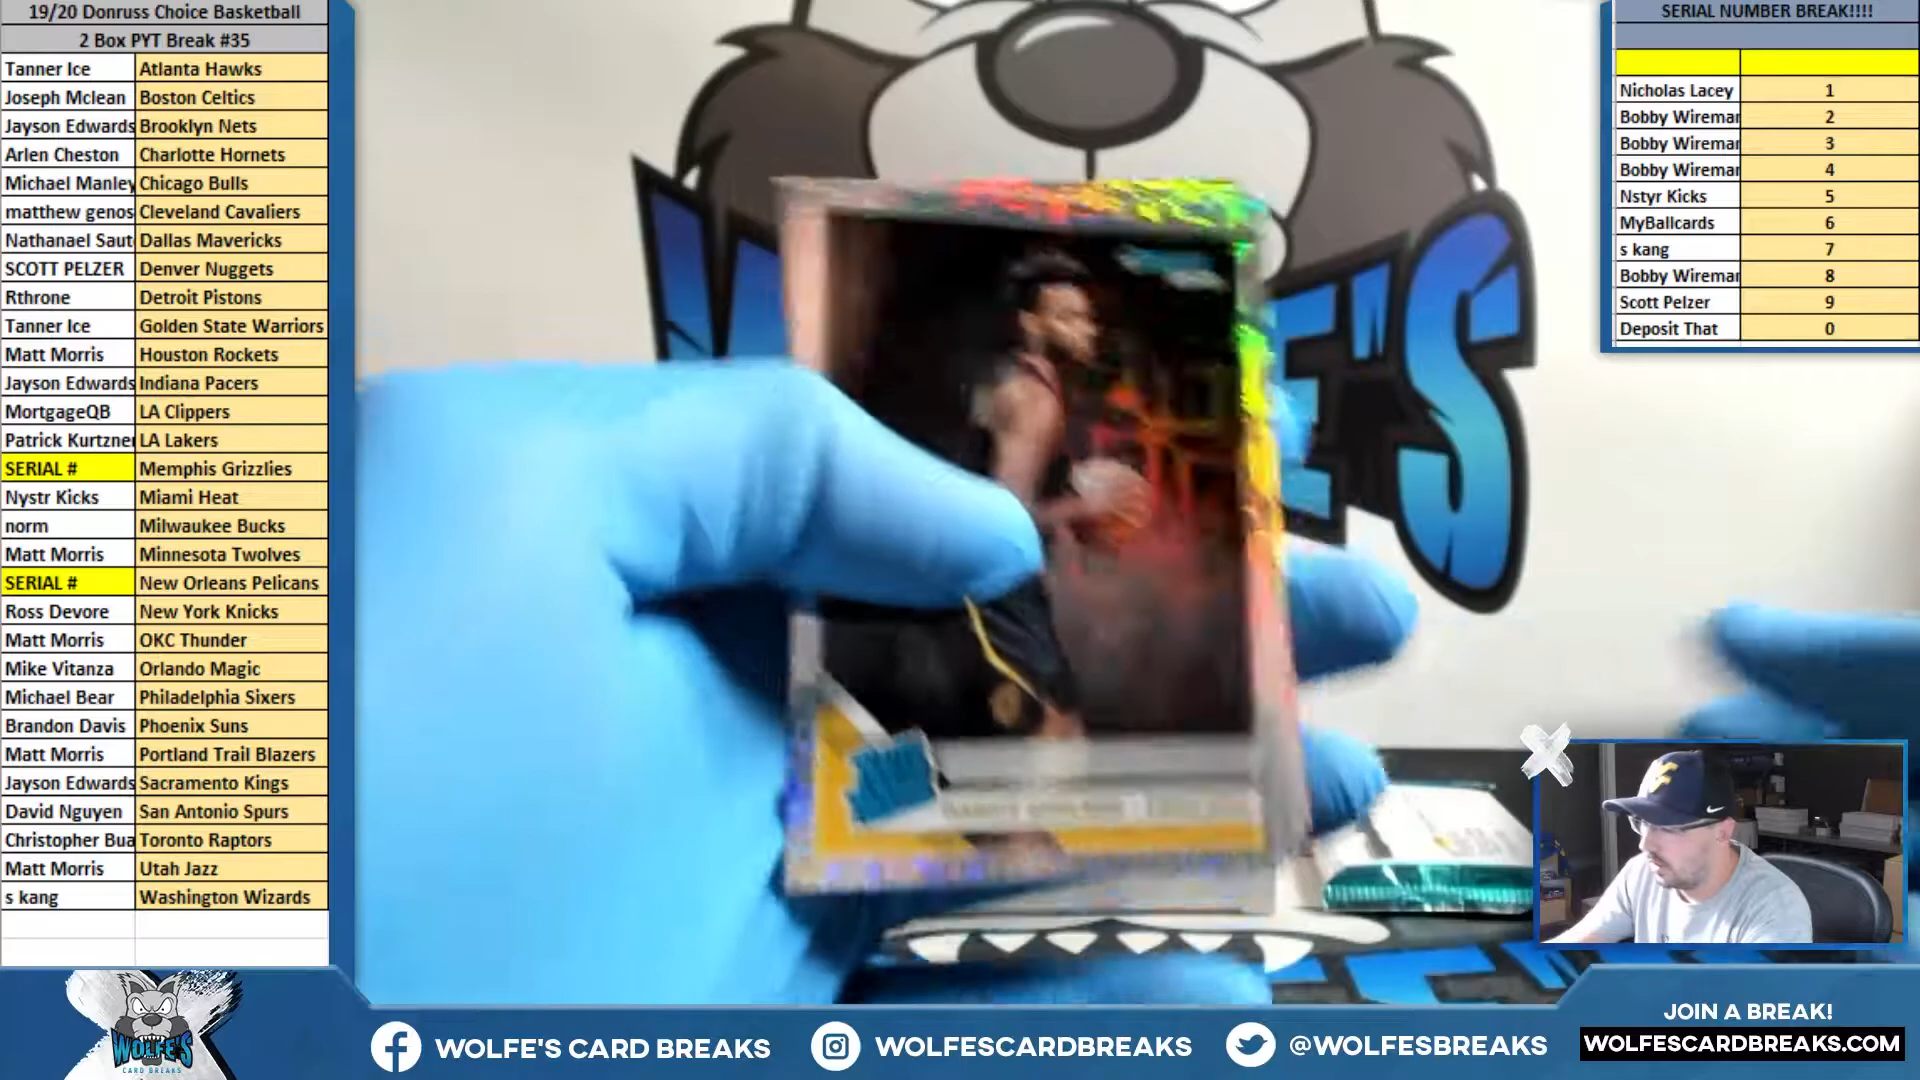 19/20 Donruss Choice Basketball
2 Box PYT Break #35
Tanner Ice Atlanta Hawks
Joseph Mclean Boston Celtics
Jayson Edwards Brooklyn Nets
Arlen Cheston Charlotte Hornets
Michael Manley Chicago Bulls
matthew genos Cleveland Cavaliers
Nathanael Saut Dallas Mavericks
SCOTT PELZER Denver Nuggets
Rthrone Detroit Pistons
Tanner Ice Golden State Warriors
Matt Morris Houston Rockets
Jayson Edwards Indiana Pacers
MortgageQB LA Clippers
Patrick Kurtzner LA Lakers
SERIAL # Memphis Grizzlies
Nystr Kicks Miami Heat
norm Milwaukee Bucks
Matt Morris Minnesota Twolves
SERIAL # New Orleans Pelicans
Ross Devore New York Knicks
Matt Morris OKC Thunder
Mike Vitanza Orlando Magic
Michael Bear Philadelphia Sixers
Brandon Davis Phoenix Suns
Matt Morris Portland Trail Blazers
Jayson Edwards Sacramento Kings
David Nguyen San Antonio Spurs
Christopher Bua Toronto Raptors
Matt Morris Utah Jazz
s kang Washington Wizards
SERIAL NUMBER BREAK!!!!
Nicholas Lacey 1
Bobby Wireman 2
Bobby Wireman 3
Bobby Wireman 4
Nstyr Kicks 5
MyBallcards 6
s kang 7
Bobby Wireman 8
Scott Pelzer 9
Deposit That 0
WOLFE'S
CARD BREAKS
WOLFE'S CARD BREAKS
WOLFESCARDBREAKS
@WOLFESBREAKS
JOIN A BREAK!
WOLFESCARDBREAKS.COM